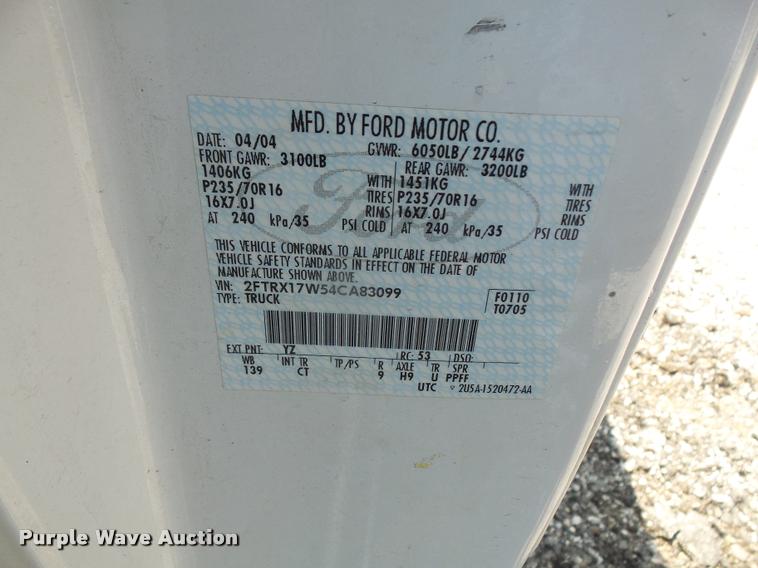 MFD. BY FORD MOTOR CO.
DATE: 04/04 GVWR: 6050LB/ 2744KG
FRONT GAWR: 3100LB REAR GAWR: 3200LB
1406KG WITH 1451KG WITH
P235/70R16 TIRES P235/70R16 TIRES
16X7.0J RIMS 16X7.0J RIMS
AT 240 kPa/35 PSI COLD AT 240 kPa/35 PSI COLD
Ford
THIS VEHICLE CONFORMS TO ALL APPLICABLE FEDERAL MOTOR
VEHICLE SAFETY STANDARDS IN EFFECT ON THE DATE OF
MANUFACTURE SHOWN ABOVE.
VIN: 2FTRX17W54CA83099 F0110
TYPE: TRUCK T0705
EXT PNT: YZ RC: 53 DSO:
WB INT TR TP/PS R AXLE TR SPR
139 CT 9 H9 U PPFF
UTC 2U5A-1520472-AA
Purple Wave Auction